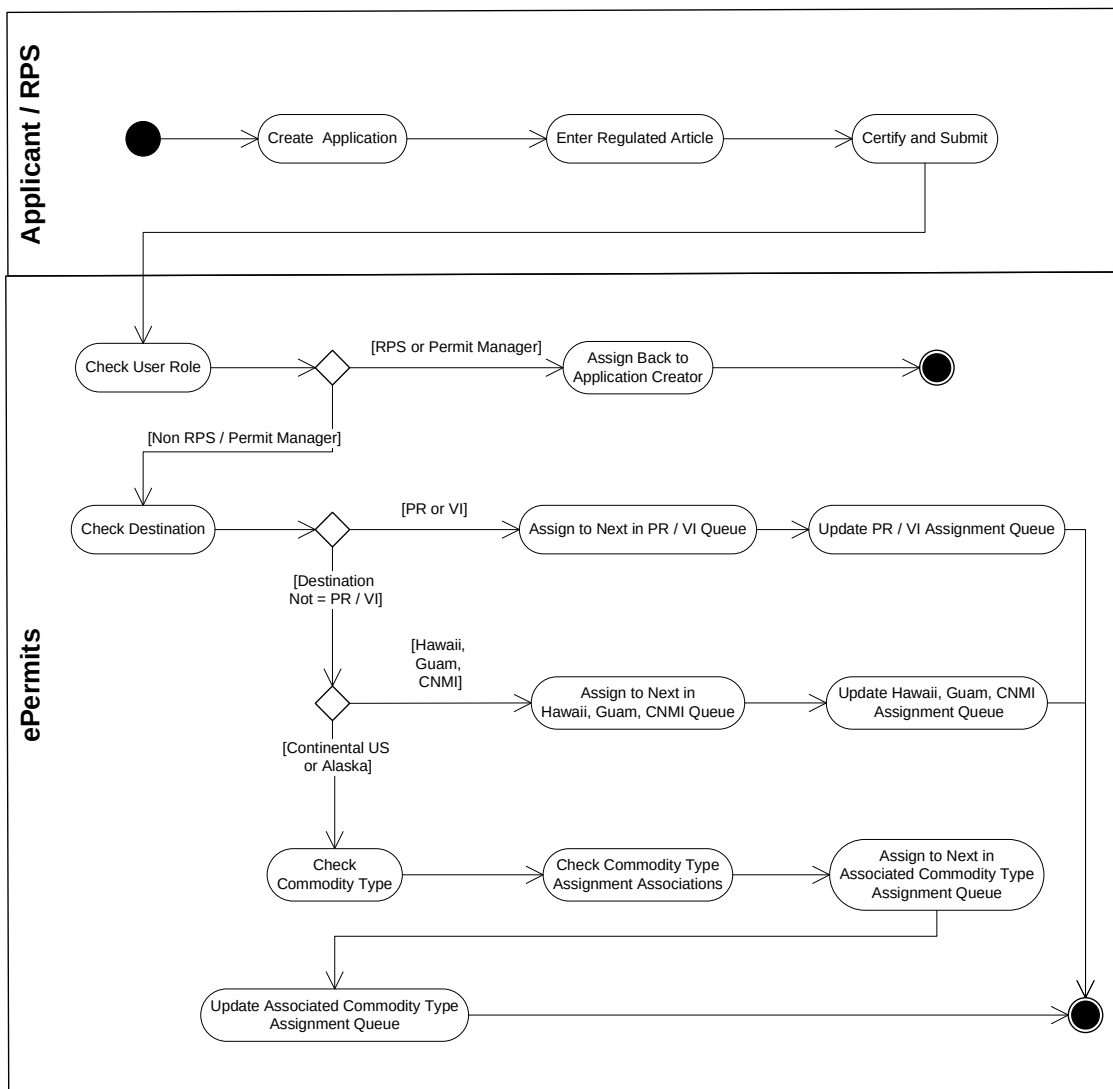 Applicant / RPS
Create Application
Enter Regulated Article
Certify and Submit
ePermits
Check User Role
[RPS or Permit Manager]
Assign Back to
Application Creator
[Non RPS / Permit Manager]
Check Destination
[PR or VI]
Assign to Next in PR / VI Queue
Update PR / VI Assignment Queue
[Destination
Not = PR / VI]
[Hawaii,
Guam,
CNMI]
Assign to Next in
Hawaii, Guam, CNMI Queue
Update Hawaii, Guam, CNMI
Assignment Queue
[Continental US
or Alaska]
Check
Commodity Type
Check Commodity Type
Assignment Associations
Assign to Next in
Associated Commodity Type
Assignment Queue
Update Associated Commodity Type
Assignment Queue